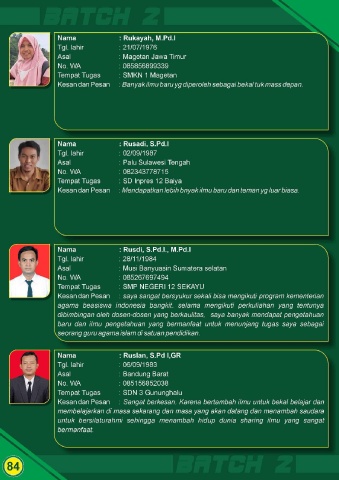 BATCH 2
Nama : Rukayah, M.Pd.I
Tgl. lahir : 21/07/1976
Asal : Magetan Jawa Timur
No. WA : 085856899339
Tempat Tugas : SMKN 1 Magetan
Kesan dan Pesan : Banyak ilmu baru yg diperoleh sebagai bekal tuk mass depan.
Nama : Rusadi, S.Pd.I
Tgl. lahir : 02/09/1987
Asal : Palu Sulawesi Tengah
No. WA : 082343778715
Tempat Tugas : SD Inpres 12 Baiya
Kesan dan Pesan : Mendapatkan lebih bnyak ilmu baru dan teman yg luar biasa.
Nama : Rusdi, S.Pd.I., M.Pd.I
Tgl. lahir : 28/11/1984
Asal : Musi Banyuasin Sumatera selatan
No. WA : 085267697494
Tempat Tugas : SMP NEGERI 12 SEKAYU
Kesan dan Pesan : saya sangat bersyukur sekali bisa mengikuti program kementerian
agama beasiswa indonesia bangkit. selama mengikuti perkuliahan yang tentunya
dibimbingan oleh dosen-dosen yang berkaulitas, saya banyak mendapat pengetahuan
baru dan ilmu pengetahuan yang bermanfaat untuk menunjang tugas saya sebagai
seorang guru agama islam di satuan pendidikan.
Nama : Ruslan, S.Pd I,GR
Tgl. lahir : 06/09/1983
Asal : Bandung Barat
No. WA : 085156852038
Tempat Tugas : SDN 3 Gununghalu
Kesan dan Pesan : Sangat berkesan. Karena bertambah ilmu untuk bekal belajar dan
membelajarkan di masa sekarang dan masa yang akan datang dan menambah saudara
untuk bersilaturahmi sehingga menambah hidup dunia sharing ilmu yang sangat
bermanfaat.
84
BATCH 2